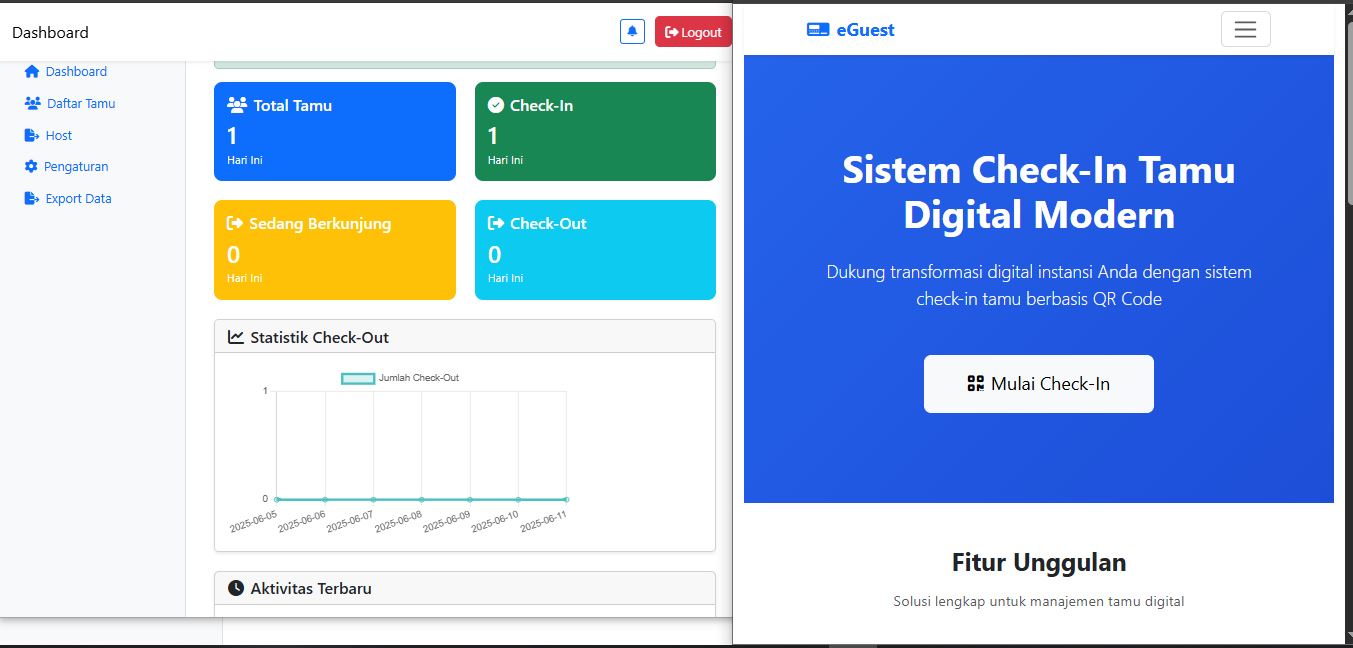 Dashboard
Logout
Dashboard
Daftar Tamu
Host
Pengaturan
Export Data
Total Tamu
1
Hari Ini
Check-In
1
Hari Ini
Sedang Berkunjung
0
Hari Ini
Check-Out
0
Hari Ini
Statistik Check-Out
Jumlah Check-Out
1
0
2025-06-05
2025-06-06
2025-06-07
2025-06-08
2025-06-09
2025-06-10
2025-06-11
Aktivitas Terbaru
eGuest
Sistem Check-In Tamu
Digital Modern
Dukung transformasi digital instansi Anda dengan sistem
check-in tamu berbasis QR Code
Mulai Check-In
Fitur Unggulan
Solusi lengkap untuk manajemen tamu digital